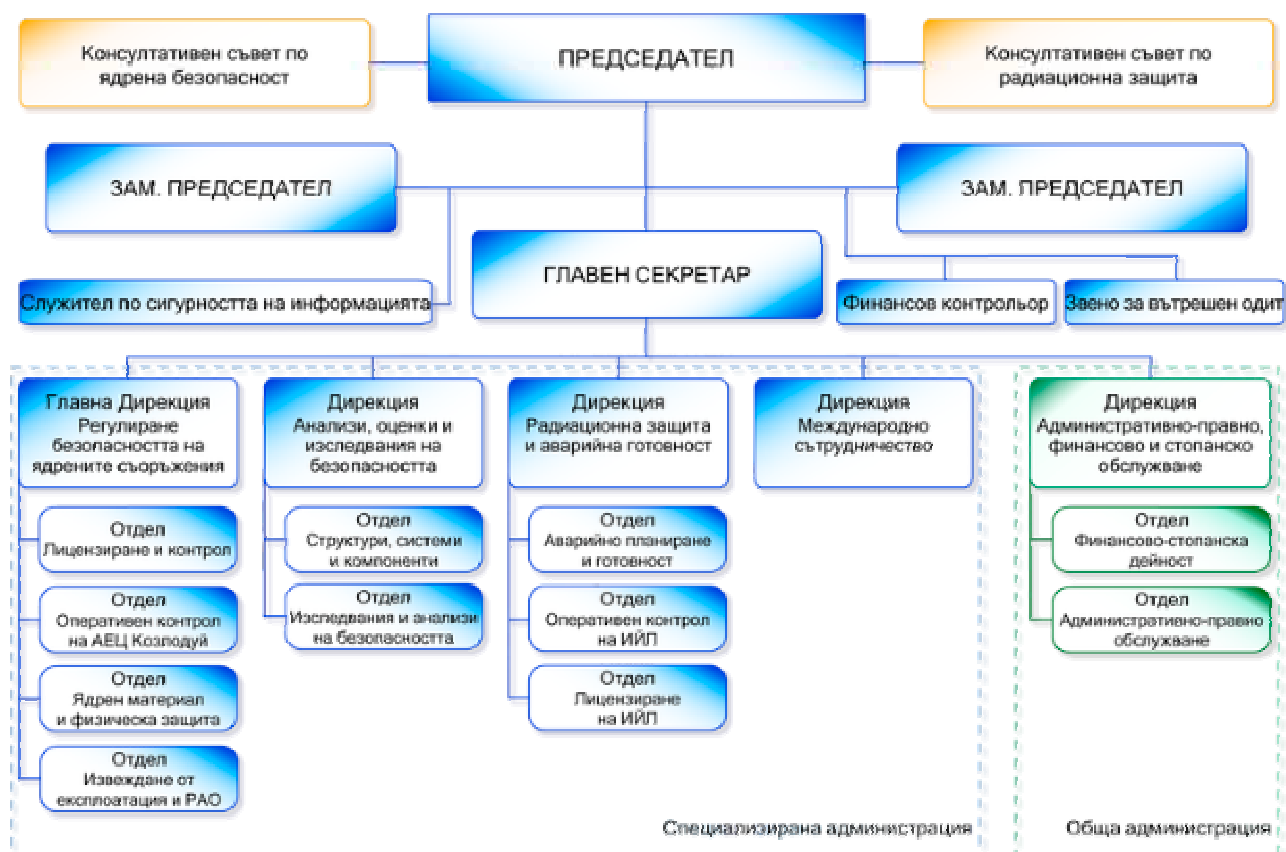 Консултативен съвет по
ядрена безопасност
ПРЕДСЕДАТЕЛ
Консултативен съвет по
радиационна защита
ЗАМ. ПРЕДСЕДАТЕЛ
ЗАМ. ПРЕДСЕДАТЕЛ
ГЛАВЕН СЕКРЕТАР
Служител по сигурността на информацията
Финансов контрольор
Звено за вътрешен одит
Главна Дирекция
Регулиране
безопасността на
ядрените съоръжения
Дирекция
Анализи, оценки и
изследвания на
безопасността
Дирекция
Радиационна защита
и аварийна готовност
Дирекция
Международно
сътрудничество
Дирекция
Административно-правно,
финансово и стопанско
обслужване
Отдел
Лицензиране и контрол
Отдел
Оперативен контрол
на АЕЦ Козлодуй
Отдел
Ядрен материал
и физическа защита
Отдел
Извеждане от
експлоатация и РАО
Отдел
Структури, системи
и компоненти
Отдел
Изследвания и анализи
на безопасността
Отдел
Аварийно планиране
и готовност
Отдел
Оперативен контрол
на ИЙЛ
Отдел
Лицензиране
на ИЙЛ
Отдел
Финансово-стопанска
дейност
Отдел
Административно-правно
обслужване
Специализирана администрация
Обща администрация